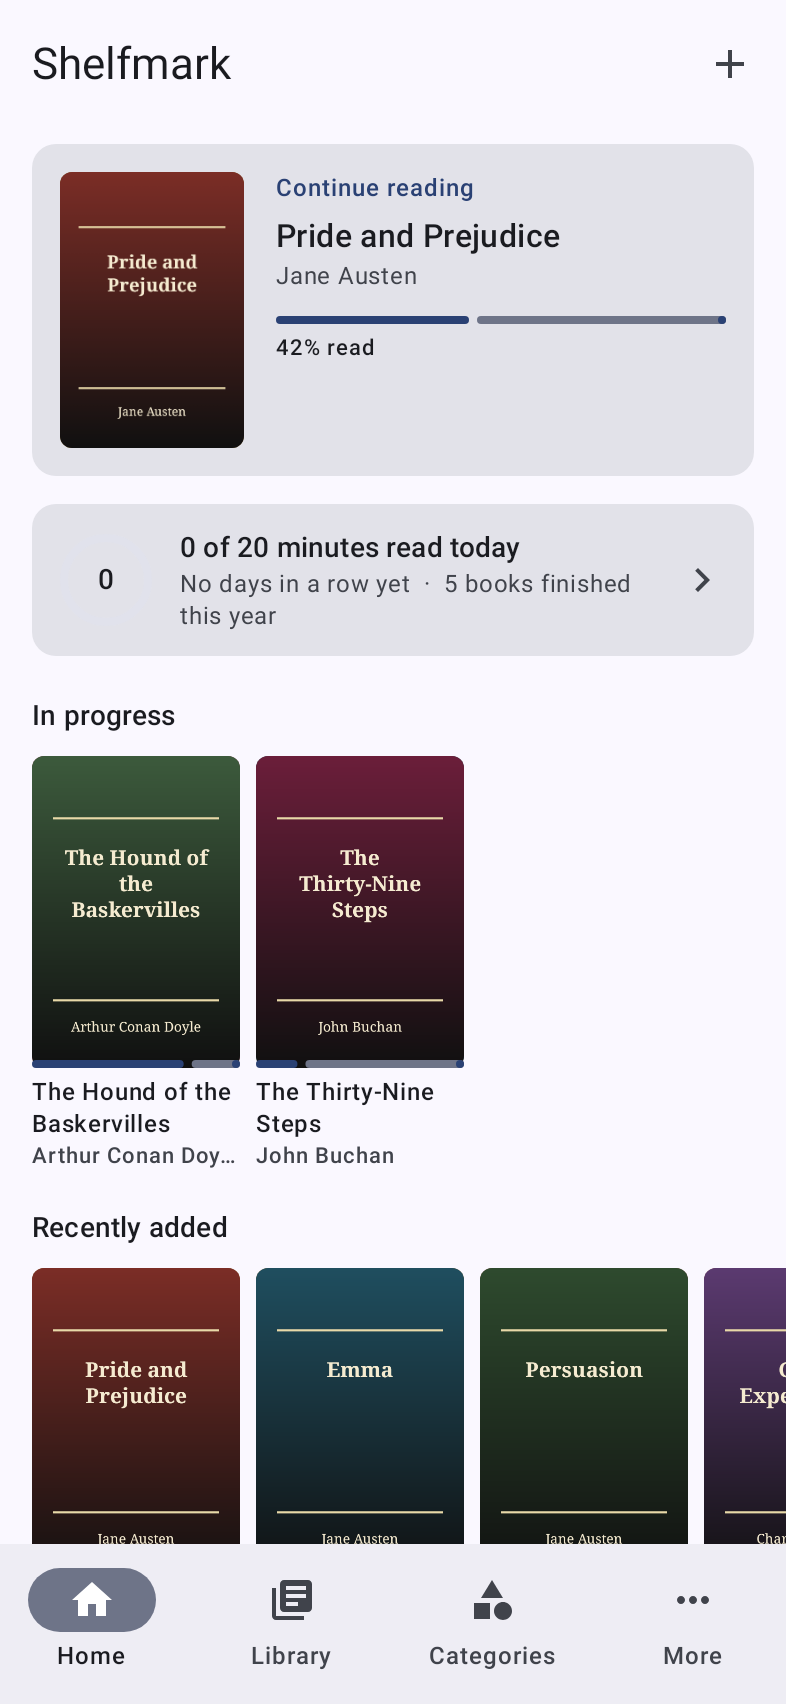 Shelfmark
Pride and
Prejudice
Jane Austen
Continue reading
Pride and Prejudice
Jane Austen
42% read
0
0 of 20 minutes read today
No days in a row yet · 5 books finished
this year
In progress
The Hound of
the
Baskervilles
Arthur Conan Doyle
The Hound of the
Baskervilles
Arthur Conan Doy…
The
Thirty-Nine
Steps
John Buchan
The Thirty-Nine
Steps
John Buchan
Recently added
Pride and
Prejudice
Jane Austen
Emma
Jane Austen
Persuasion
Jane Austen
Home
Library
Categories
More